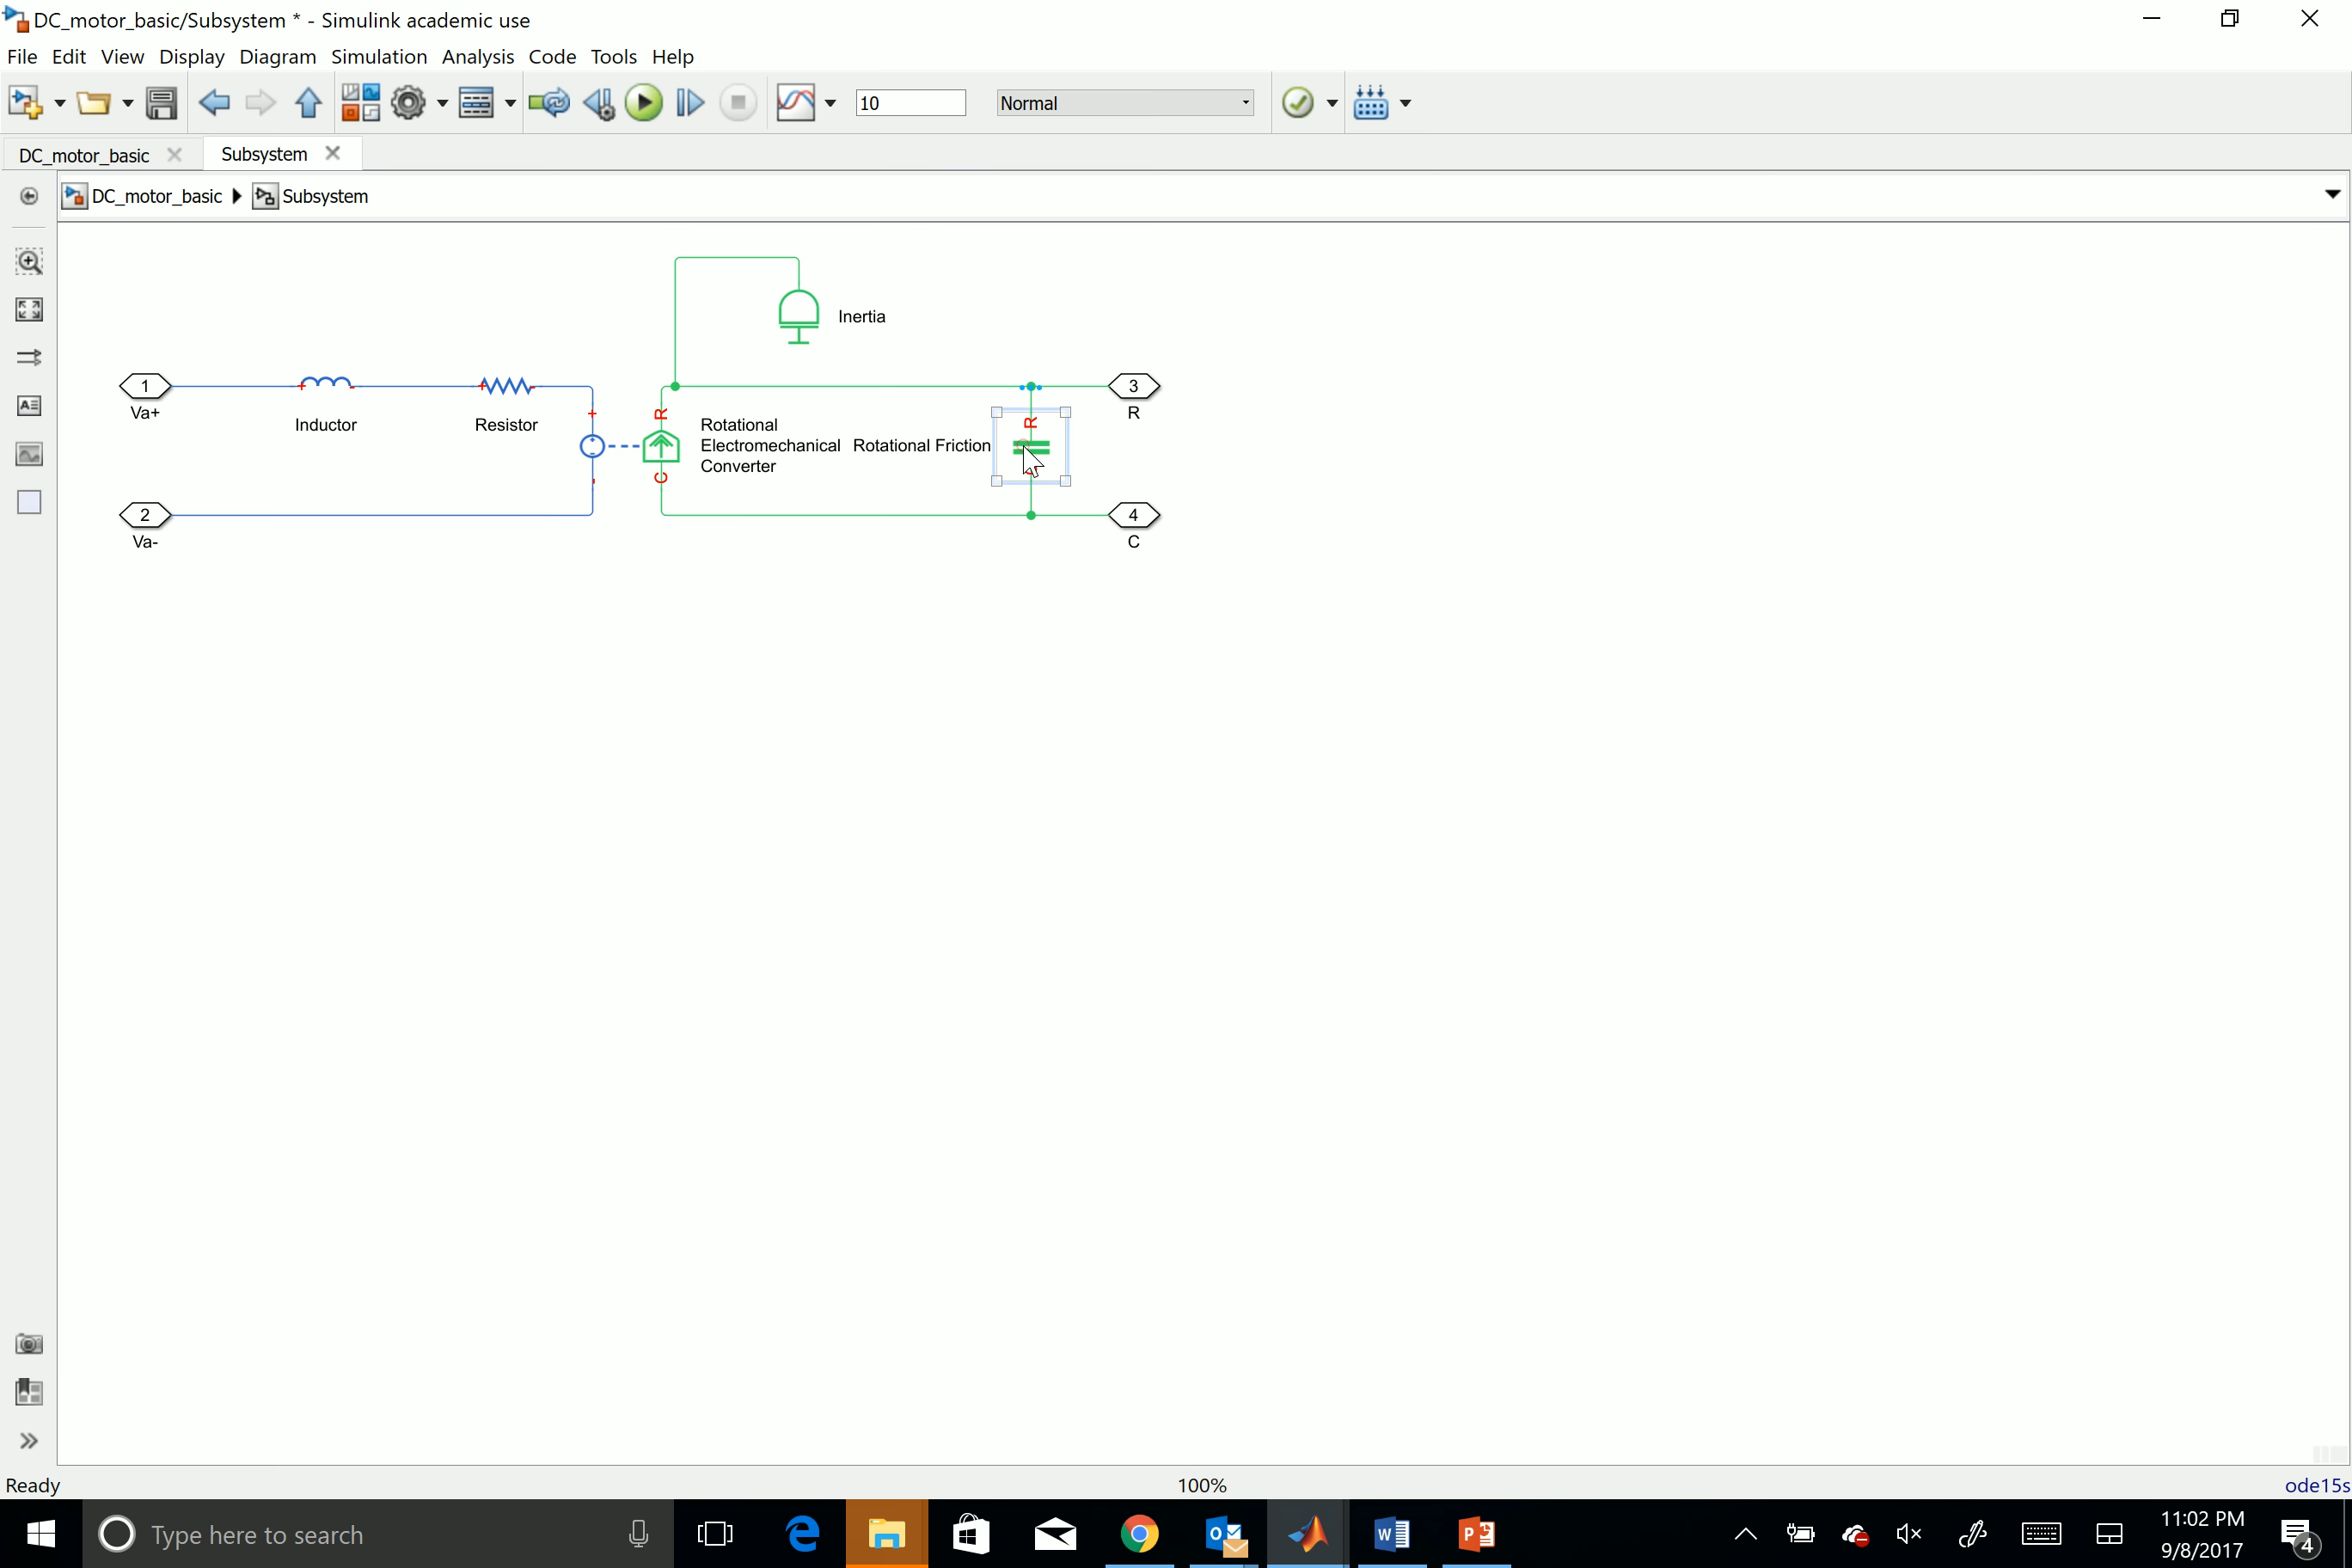 DC_motor_basic/Subsystem * - Simulink academic use
File Edit View Display Diagram Simulation Analysis Code Tools Help
10
Normal
DC_motor_basic
Subsystem
DC_motor_basic
Subsystem
Inertia
1
Va+
+
-
Inductor
+
-
Resistor
+
-
R
C
Rotational
Electromechanical
Converter
Rotational Friction
R
3
R
2
Va-
4
C
Ready
100%
ode15s
Type here to search
11:02 PM
9/8/2017
4